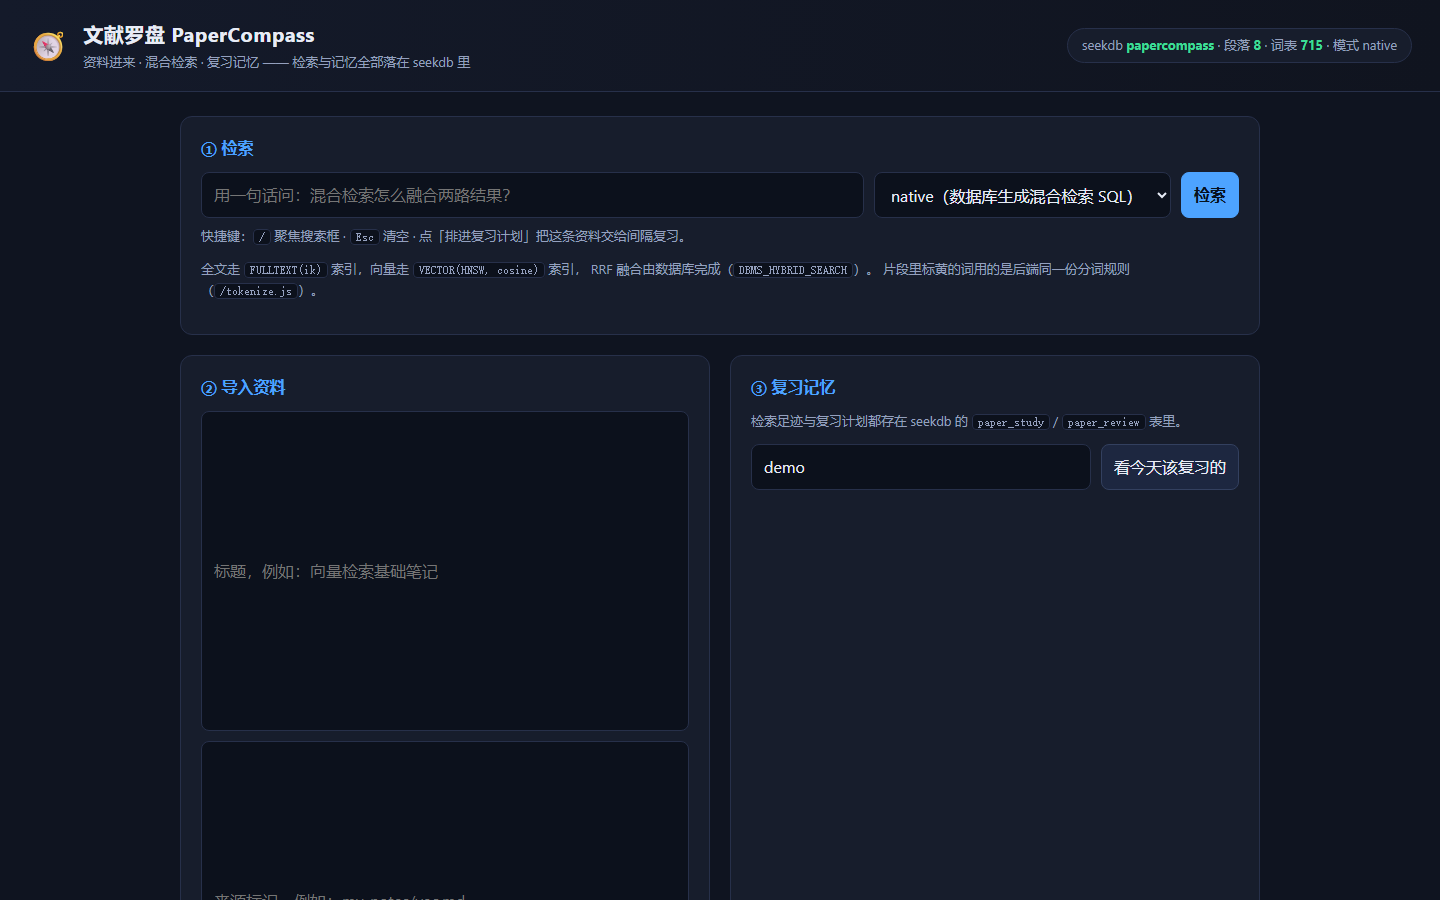 文献罗盘 PaperCompass
资料进来 · 混合检索 · 复习记忆 —— 检索与记忆全部落在 seekdb 里
seekdb papercompass · 段落 8 · 词表 715 · 模式 native
① 检索
用一句话问：混合检索怎么融合两路结果？
native（数据库生成混合检索 SQL）
检索
快捷键： / 聚焦搜索框 · Esc 清空 · 点「排进复习计划」把这条资料交给间隔复习。
全文走 FULLTEXT(ik) 索引，向量走 VECTOR(HNSW, cosine) 索引， RRF 融合由数据库完成（ DBMS_HYBRID_SEARCH ）。 片段里标黄的词用的是后端同一份分词规则
（ /tokenize.js ）。
② 导入资料
标题，例如：向量检索基础笔记
③ 复习记忆
检索足迹与复习计划都存在 seekdb 的 paper_study / paper_review 表里。
demo
看今天该复习的